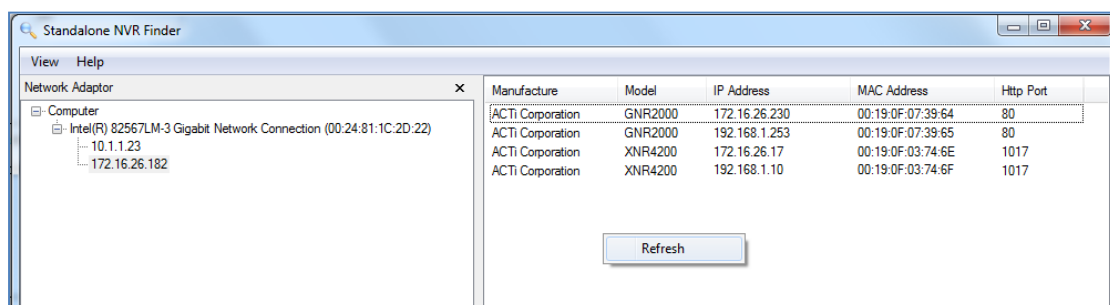 Standalone NVR Finder
View Help
Network Adaptor x
Computer
Intel(R) 82567LM-3 Gigabit Network Connection (00:24:81:1C:2D:22)
10.1.1.23
172.16.26.182
Manufacture Model IP Address MAC Address Http Port
ACTi Corporation GNR2000 172.16.26.230 00:19:0F:07:39:64 80
ACTi Corporation GNR2000 192.168.1.253 00:19:0F:07:39:65 80
ACTi Corporation XNR4200 172.16.26.17 00:19:0F:03:74:6E 1017
ACTi Corporation XNR4200 192.168.1.10 00:19:0F:03:74:6F 1017
Refresh